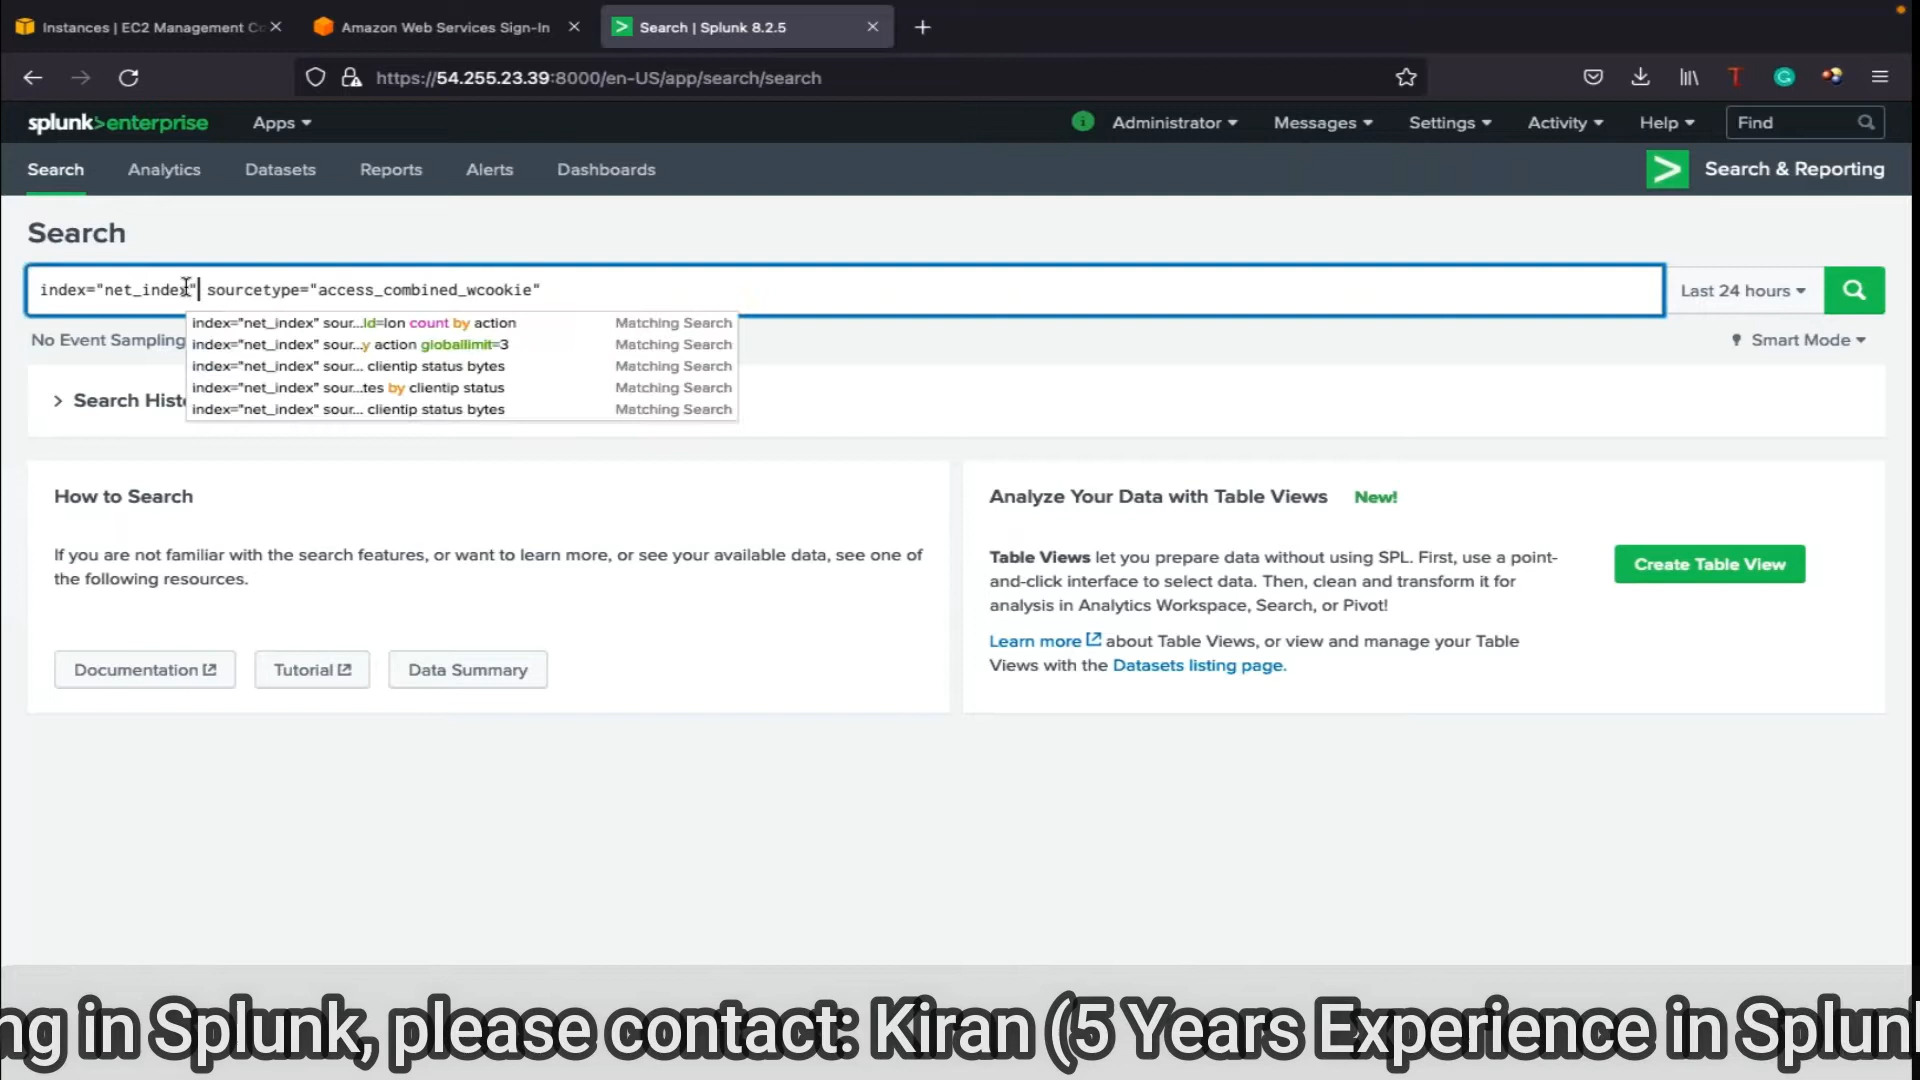 Instances | EC2 Management Co
Amazon Web Services Sign-In
Search | Splunk 8.2.5
https://54.255.23.39:8000/en-US/app/search/search
splunk>enterprise
Apps
Administrator
Messages
Settings
Activity
Help
Find
Search
Analytics
Datasets
Reports
Alerts
Dashboards
Search & Reporting
Search
index="net_index" sourcetype="access_combined_wcookie"
Last 24 hours
index="net_index" sour...ld=lon count by action Matching Search
No Event Sampling
index="net_index" sour...y action globallimit=3 Matching Search
Smart Mode
index="net_index" sour... clientip status bytes Matching Search
index="net_index" sour...tes by clientip status Matching Search
Search Histo
index="net_index" sour... clientip status bytes Matching Search
How to Search
If you are not familiar with the search features, or want to learn more, or see your available data, see one of
the following resources.
Documentation
Tutorial
Data Summary
Analyze Your Data with Table Views New!
Table Views let you prepare data without using SPL. First, use a point-
and-click interface to select data. Then, clean and transform it for
analysis in Analytics Workspace, Search, or Pivot!
Learn more about Table Views, or view and manage your Table
Views with the Datasets listing page.
Create Table View
ng in Splunk, please contact: Kiran (5 Years Experience in Splunk